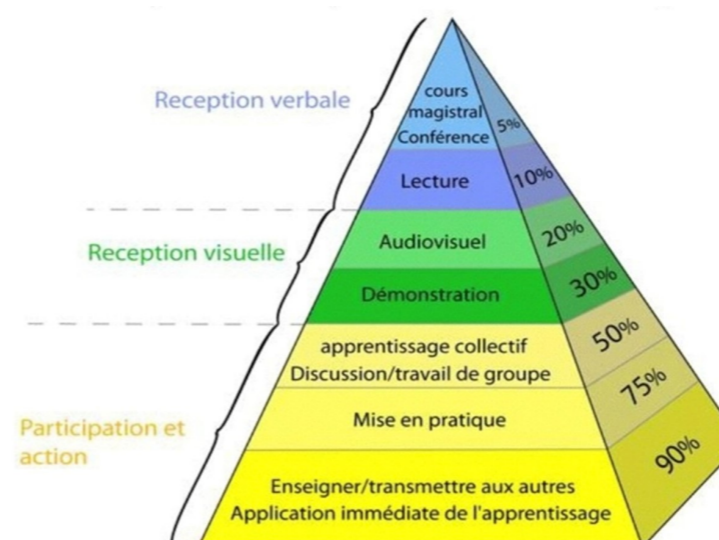 Reception verbale
cours
magistral
Conférence
5%
Lecture
10%
Reception visuelle
Audiovisuel
20%
Démonstration
30%
apprentissage collectif
Discussion/travail de groupe
50%
Participation et
action
Mise en pratique
75%
Enseigner/transmettre aux autres
Application immédiate de l'apprentissage
90%